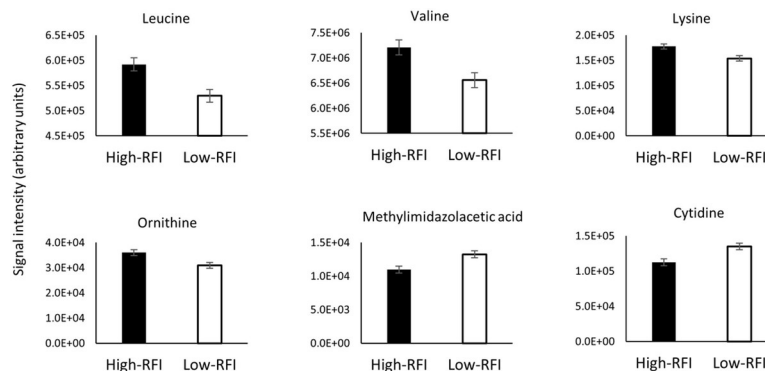 Leucine
6.5E+05
6.0E+05
5.5E+05
5.0E+05
4.5E+05
High-RFI Low-RFI
Valine
7.5E+06
7.0E+06
6.5E+06
6.0E+06
5.5E+06
High-RFI Low-RFI
Lysine
2.0E+05
1.5E+05
1.0E+05
5.0E+04
0.0E+00
High-RFI Low-RFI
Signal intensity (arbitrary units)
Ornithine
4.0E+04
3.0E+04
2.0E+04
1.0E+04
0.0E+00
High-RFI Low-RFI
Methylimidazolacetic acid
1.5E+04
1.0E+04
5.0E+03
0.0E+00
High-RFI Low-RFI
Cytidine
1.5E+05
1.0E+05
5.0E+04
0.0E+00
High-RFI Low-RFI